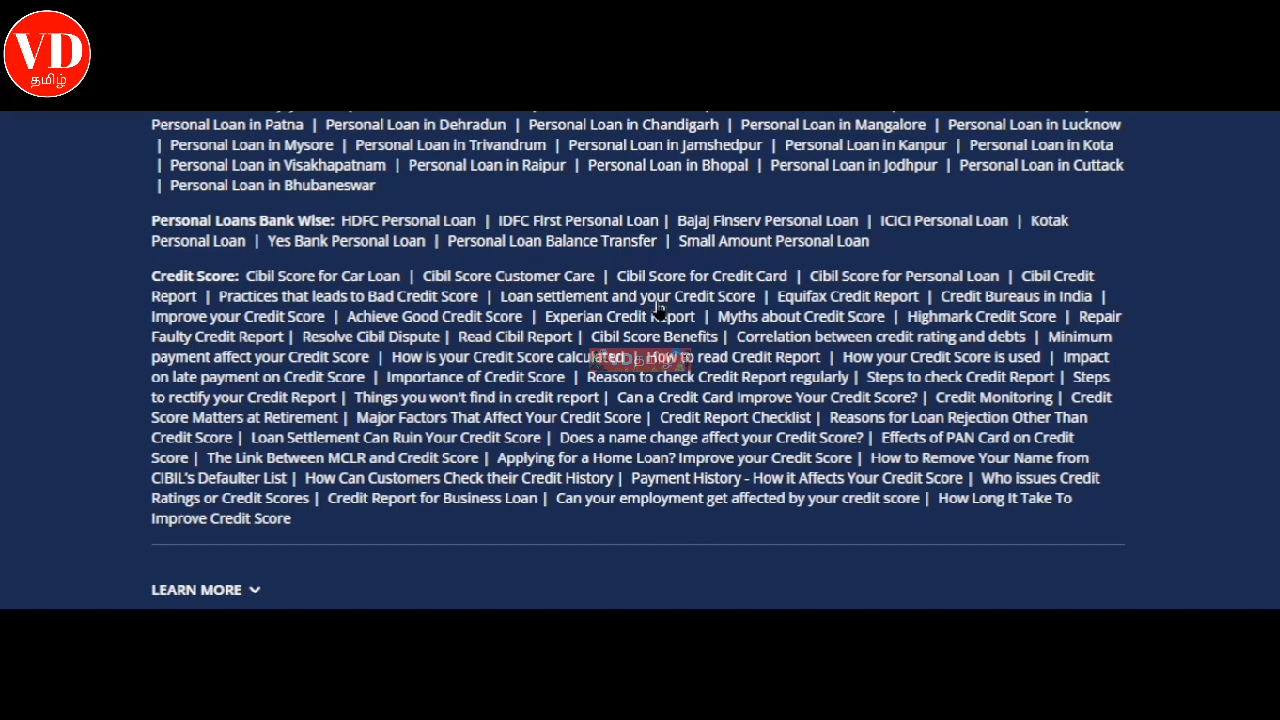 VD
தமிழ்
Personal Loan in Patna | Personal Loan in Dehradun | Personal Loan in Chandigarh | Personal Loan in Mangalore | Personal Loan in Lucknow
| Personal Loan in Mysore | Personal Loan in Trivandrum | Personal Loan in Jamshedpur | Personal Loan in Kanpur | Personal Loan in Kota
| Personal Loan in Visakhapatnam | Personal Loan in Raipur | Personal Loan in Bhopal | Personal Loan in Jodhpur | Personal Loan in Cuttack
| Personal Loan in Bhubaneswar
Personal Loans Bank Wise: HDFC Personal Loan | IDFC First Personal Loan | Bajaj Finserv Personal Loan | ICICI Personal Loan | Kotak
Personal Loan | Yes Bank Personal Loan | Personal Loan Balance Transfer | Small Amount Personal Loan
Credit Score: Cibil Score for Car Loan | Cibil Score Customer Care | Cibil Score for Credit Card | Cibil Score for Personal Loan | Cibil Credit
Report | Practices that leads to Bad Credit Score | Loan settlement and your Credit Score | Equifax Credit Report | Credit Bureaus in India |
Improve your Credit Score | Achieve Good Credit Score | Experian Credit Report | Myths about Credit Score | Highmark Credit Score | Repair
Faulty Credit Report | Resolve Cibil Dispute | Read Cibil Report | Cibil Score Benefits | Correlation between credit rating and debts | Minimum
payment affect your Credit Score | How is your Credit Score calculated | How to read Credit Report | How your Credit Score is used | Impact
on late payment on Credit Score | Importance of Credit Score | Reason to check Credit Report regularly | Steps to check Credit Report | Steps
to rectify your Credit Report | Things you won't find in credit report | Can a Credit Card Improve Your Credit Score? | Credit Monitoring | Credit
Score Matters at Retirement | Major Factors That Affect Your Credit Score | Credit Report Checklist | Reasons for Loan Rejection Other Than
Credit Score | Loan Settlement Can Ruin Your Credit Score | Does a name change affect your Credit Score? | Effects of PAN Card on Credit
Score | The Link Between MCLR and Credit Score | Applying for a Home Loan? Improve your Credit Score | How to Remove Your Name from
CIBIL's Defaulter List | How Can Customers Check their Credit History | Payment History - How it Affects Your Credit Score | Who issues Credit
Ratings or Credit Scores | Credit Report for Business Loan | Can your employment get affected by your credit score | How Long It Take To
Improve Credit Score
LEARN MORE